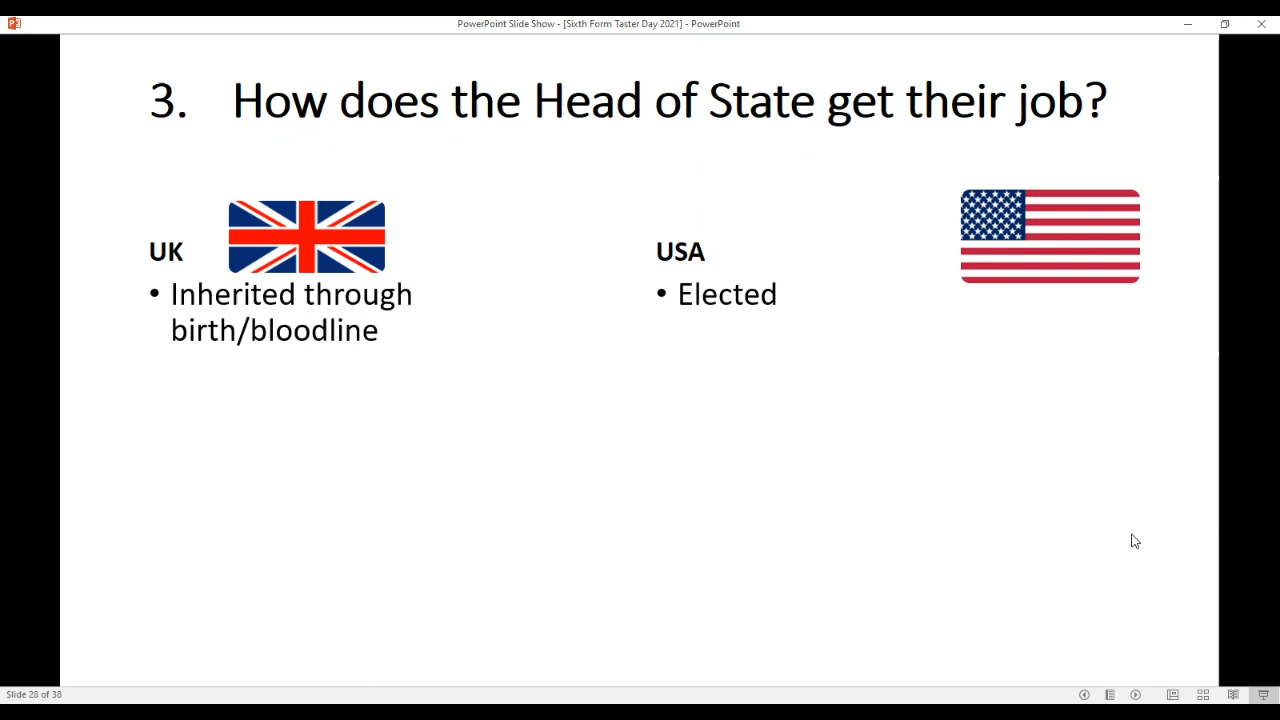 PowerPoint Slide Show - [Sixth Form Taster Day 2021] - PowerPoint
3. How does the Head of State get their job?
UK
• Inherited through
birth/bloodline
USA
• Elected
Slide 28 of 38